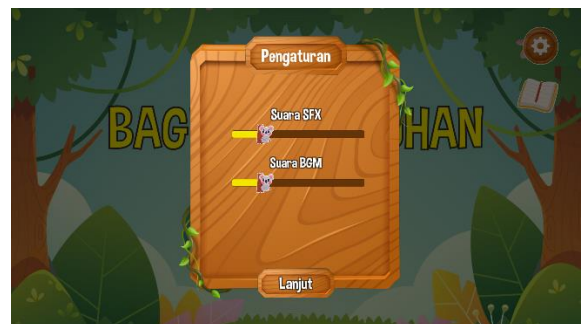 Pengaturan
Suara SFX
BAG
HAN
Suara BGM
Lanjut